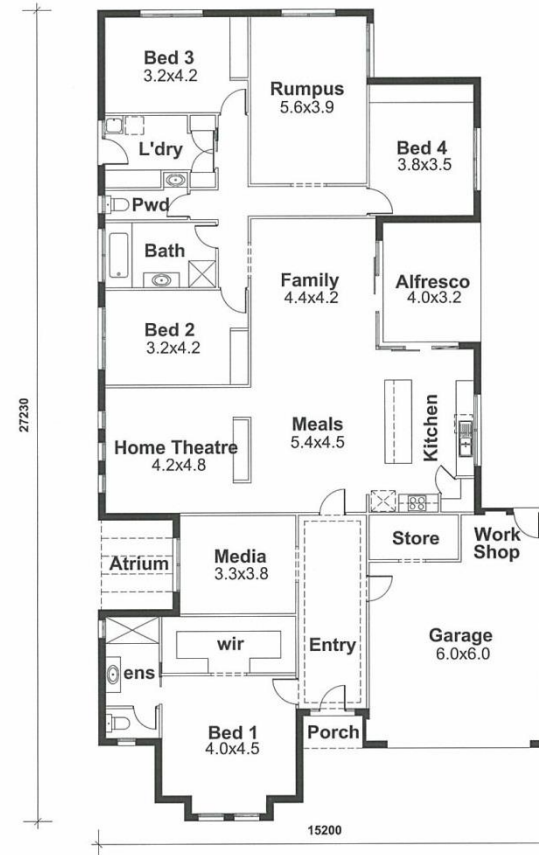 Bed 3
3.2x4.2
Rumpus
5.6x3.9
L'dry
Bed 4
3.8x3.5
Pwd
Bath
Family
4.4x4.2
Alfresco
4.0x3.2
Bed 2
3.2x4.2
27230
Meals
5.4x4.5
Kitchen
Home Theatre
4.2x4.8
Store
Work
Shop
Atrium
Media
3.3x3.8
Garage
6.0x6.0
wir
Entry
ens
Bed 1
4.0x4.5
Porch
15200